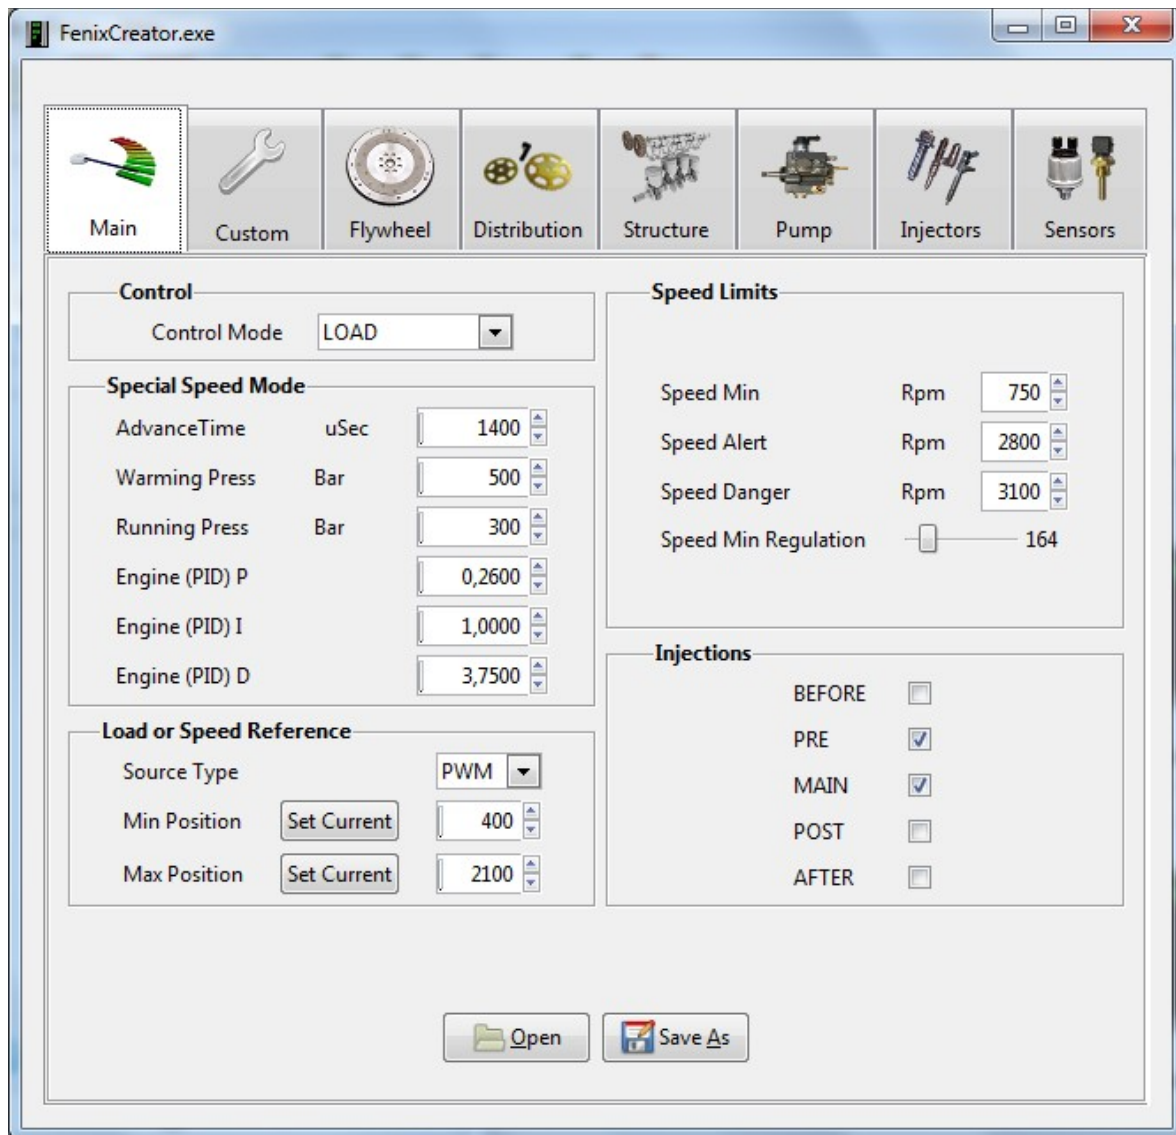 FenixCreator.exe
Main Custom Flywheel Distribution Structure Pump Injectors Sensors
Control
Control Mode LOAD
Special Speed Mode
AdvanceTime uSec 1400
Warming Press Bar 500
Running Press Bar 300
Engine (PID) P 0,2600
Engine (PID) I 1,0000
Engine (PID) D 3,7500
Load or Speed Reference
Source Type PWM
Min Position Set Current 400
Max Position Set Current 2100
Speed Limits
Speed Min Rpm 750
Speed Alert Rpm 2800
Speed Danger Rpm 3100
Speed Min Regulation 164
Injections
BEFORE
PRE
MAIN
POST
AFTER
Open Save As